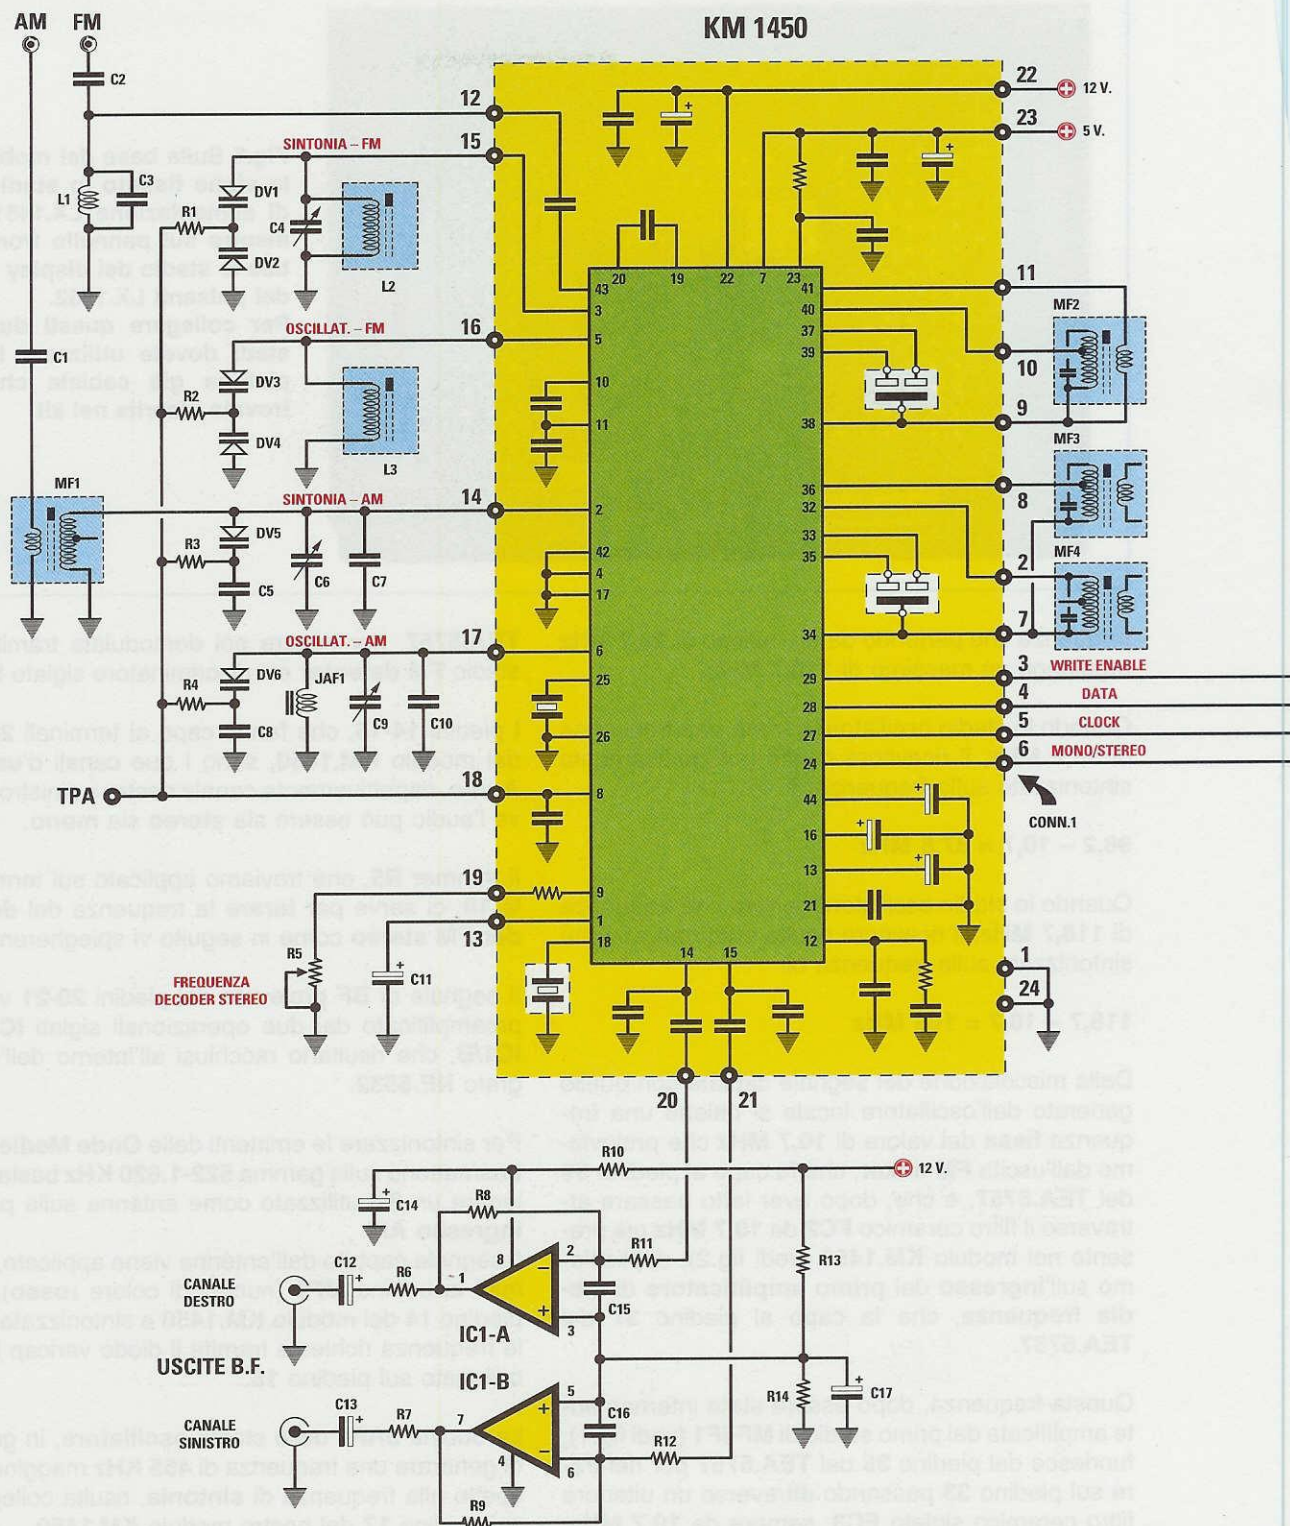 AM FM
KM 1450
C2
12
22
12 V.
15
23
5 V.
SINTONIA – FM
C3
L1
DV1
R1
C4
DV2
L2
20
19
22
7
23
43
3
41
40
37
39
38
11
MF2
10
9
16
OSCILLAT. – FM
5
C1
DV3
R2
DV4
L3
10
11
MF3
8
36
32
33
35
34
MF1
SINTONIA – AM
14
2
DV5
R3
C5
C6
C7
42
4
17
MF4
2
7
3
WRITE ENABLE
4
DATA
5
CLOCK
6
MONO/STEREO
CONN.1
29
28
27
24
OSCILLAT. – AM
17
6
DV6
JAF1
R4
C8
C9
C10
25
26
TPA
18
8
44
16
13
21
12
19
9
13
1
18
R5
FREQUENZA
DECODER STEREO
C11
14
15
1
24
20
21
R10
12 V.
C14
R8
8
2
R11
R13
CANALE
DESTRO
C12
R6
1
C15
3
IC1-A
USCITE B.F.
IC1-B
5
R14
C17
CANALE
SINISTRO
C13
R7
7
C16
4
6
R12
R9